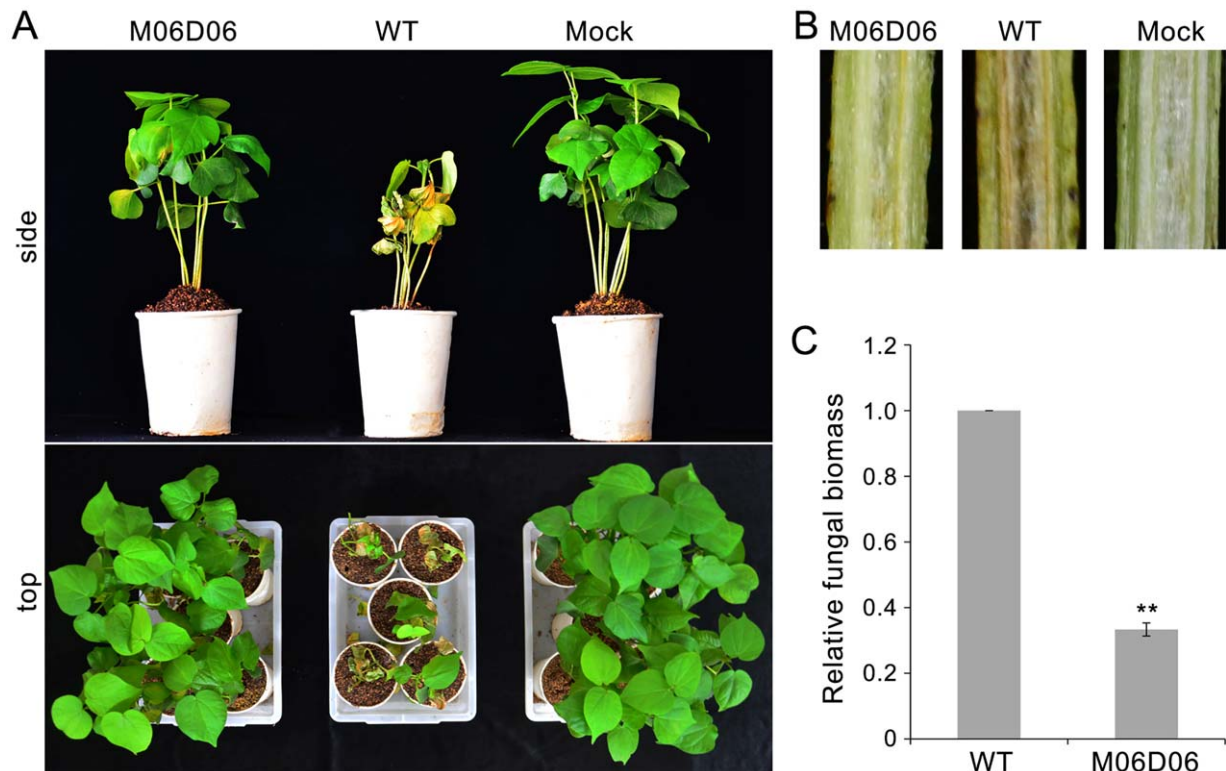 A
M06D06 WT Mock
side
top
B
M06D06 WT Mock
C
Relative fungal biomass
1.2
1.0
0.8
0.6
0.4
0.2
0
**
WT M06D06